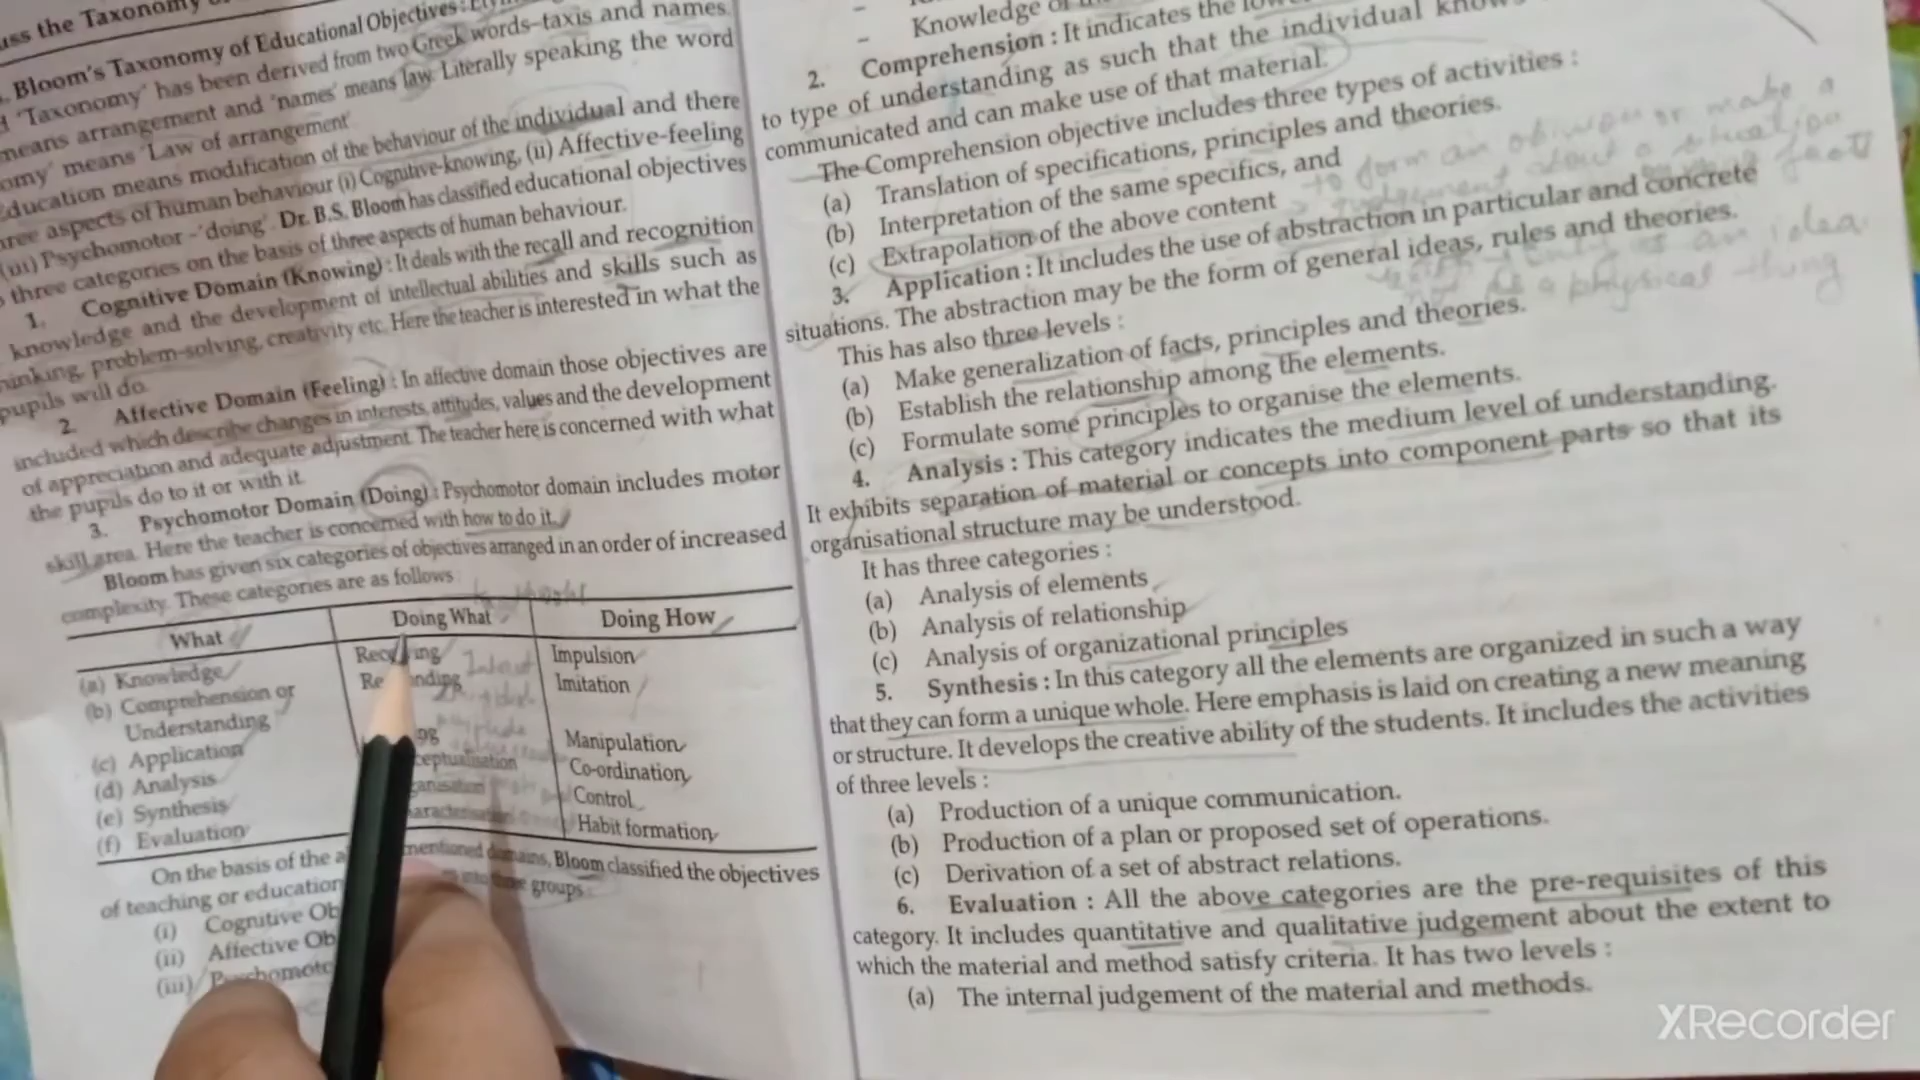 uss the Taxonomy
Bloom's Taxonomy of Educational Objectives :
'Taxonomy' has been derived from two Greek words-taxis and names.
means arrangement and 'names' means law. Literally speaking the word
omy' means 'Law of arrangement'
Education means modification of the behaviour of the individual and there
ree aspects of human behaviour (i) Cognitive-knowing, (ii) Affective-feeling
(iii) Psychomotor -'doing'. Dr. B.S. Bloom has classified educational objectives
three categories on the basis of three aspects of human behaviour.
1. Cognitive Domain (Knowing) : It deals with the recall and recognition
knowledge and the development of intellectual abilities and skills such as
hinking, problem-solving, creativity etc. Here the teacher is interested in what the
pupils will do.
2. Affective Domain (Feeling) : In affective domain those objectives are
included which describe changes in interests, attitudes, values and the development
of appreciation and adequate adjustment. The teacher here is concerned with what
the pupils do to it or with it.
3. Psychomotor Domain (Doing) : Psychomotor domain includes motor
skill area. Here the teacher is concerned with how to do it.
Bloom has given six categories of objectives arranged in an order of increased
complexity. These categories are as follows
What Doing What Doing How
(a) Knowledge Impulsion
(b) Comprehension or Imitation
Understanding
(c) Application Manipulation
(d) Analysis ceptualisation Co-ordination
(e) Synthesis ganisation Control
(f) Evaluation Habit formation
On the basis of the a mentioned domains, Bloom classified the objectives
of teaching or education into three groups :
(i) Cognitive Ob
(ii) Affective Ob
(iii) Psychomoto
Knowledge of
2. Comprehension : It indicates the
to type of understanding as such that the individual
communicated and can make use of that material.
The Comprehension objective includes three types of activities :
(a) Translation of specifications, principles and theories.
(b) Interpretation of the same specifics, and
(c) Extrapolation of the above content
to form an or make a
judgement about a situation
3. Application : It includes the use of abstraction in particular and concrete
situations. The abstraction may be the form of general ideas, rules and theories.
an idea
a physical thing
This has also three levels :
(a) Make generalization of facts, principles and theories.
(b) Establish the relationship among the elements.
(c) Formulate some principles to organise the elements.
4. Analysis : This category indicates the medium level of understanding.
It exhibits separation of material or concepts into component parts so that its
organisational structure may be understood.
It has three categories :
(a) Analysis of elements
(b) Analysis of relationship
(c) Analysis of organizational principles
5. Synthesis : In this category all the elements are organized in such a way
that they can form a unique whole. Here emphasis is laid on creating a new meaning
or structure. It develops the creative ability of the students. It includes the activities
of three levels :
(a) Production of a unique communication.
(b) Production of a plan or proposed set of operations.
(c) Derivation of a set of abstract relations.
6. Evaluation : All the above categories are the pre-requisites of this
category. It includes quantitative and qualitative judgement about the extent to
which the material and method satisfy criteria. It has two levels :
(a) The internal judgement of the material and methods.
XRecorder